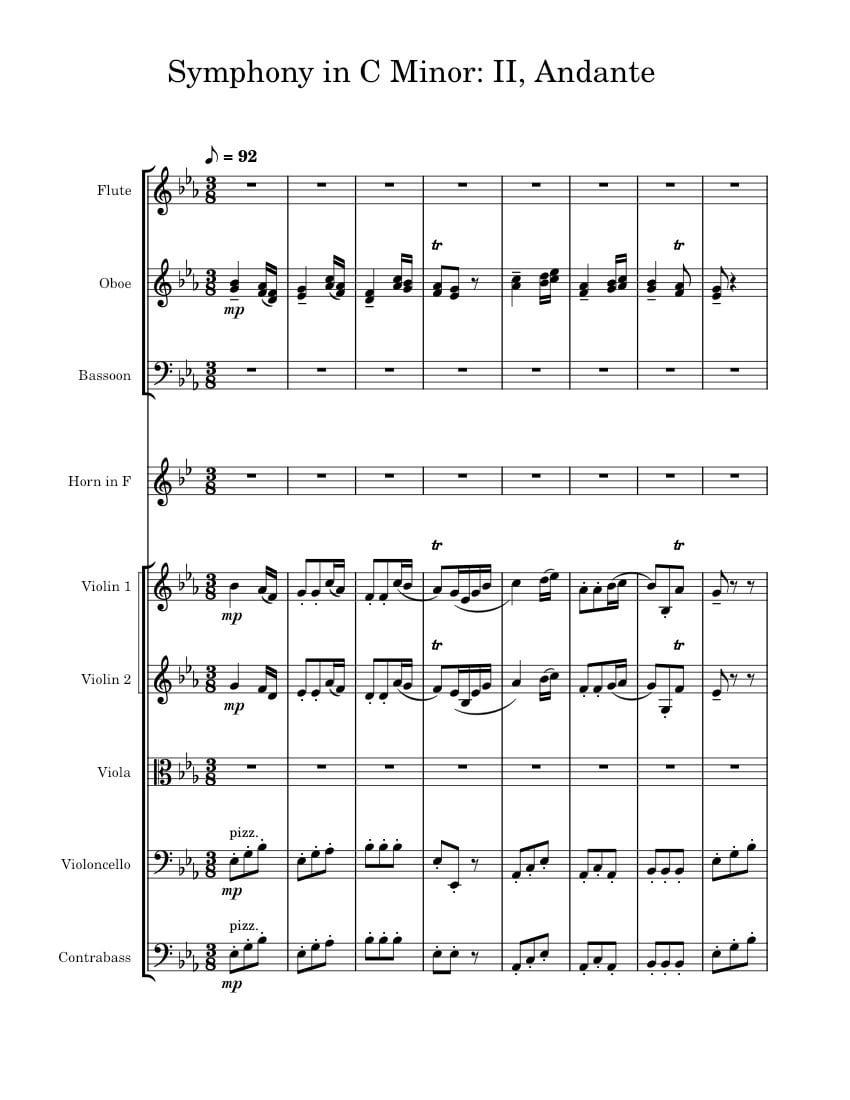 Symphony in C Minor: II, Andante
♪ = 92
Flute
tr tr
Oboe
mp
Bassoon
Horn in F
tr tr
Violin 1
mp
tr tr
Violin 2
mp
Viola
pizz.
Violoncello
mp
pizz.
Contrabass
mp